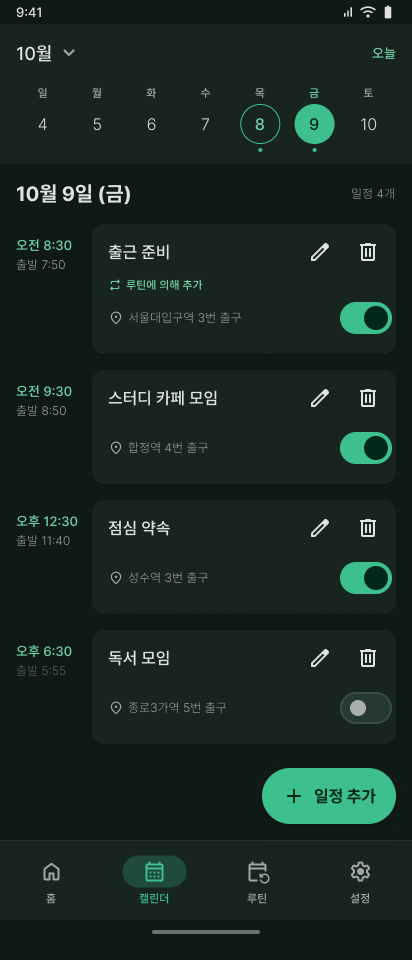 9:41
10월
오늘
일 월 화 수 목 금 토
4 5 6 7 8 9 10
10월 9일 (금)
일정 4개
오전 8:30
출발 7:50
출근 준비
루틴에 의해 추가
서울대입구역 3번 출구
오전 9:30
출발 8:50
스터디 카페 모임
합정역 4번 출구
오후 12:30
출발 11:40
점심 약속
성수역 3번 출구
오후 6:30
출발 5:55
독서 모임
종로3가역 5번 출구
일정 추가
홈 캘린더 루틴 설정